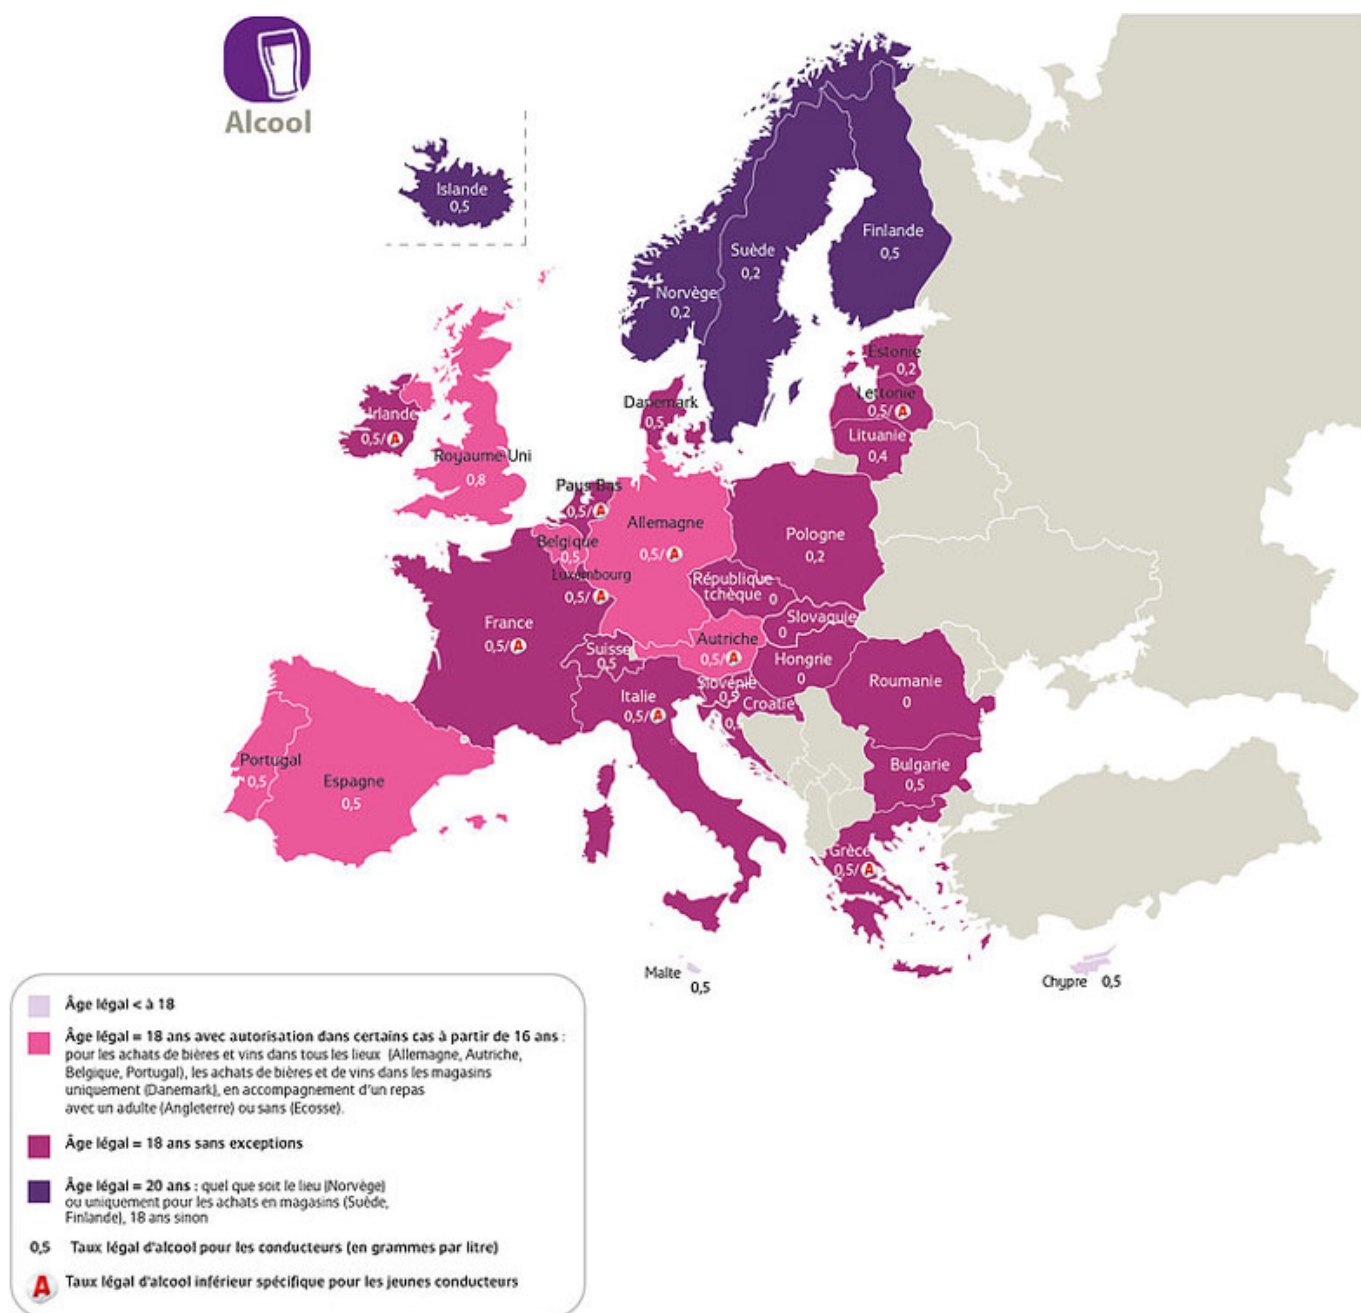 Alcool
Islande
0,5
Finlande
0,5
Suède
0,2
Norvège
0,2
Estonie
0,2
Lettonie
0,5/ A
Lituanie
0,4
Danemark
0,5
Irlande
0,5/ A
Royaume-Uni
0,8
Pays-Bas
0,5/ A
Allemagne
0,5/ A
Belgique
0,5
Luxembourg
0,5/ A
Pologne
0,2
République
tchèque 0
Slovaquie
0
France
0,5/ A
Suisse
0,5
Autriche
0,5/ A
Hongrie
0
Slovénie
0,5
Croatie
Roumanie
0
Italie
0,5/ A
Bulgarie
0,5
Portugal
0,5
Espagne
0,5
Grèce
0,5/ A
Malte
0,5
Chypre 0,5
Âge légal < à 18
Âge légal = 18 ans avec autorisation dans certains cas à partir de 16 ans :
pour les achats de bières et vins dans tous les lieux (Allemagne, Autriche,
Belgique, Portugal), les achats de bières et de vins dans les magasins
uniquement (Danemark), en accompagnement d'un repas
avec un adulte (Angleterre) ou sans (Ecosse).
Âge légal = 18 ans sans exceptions
Âge légal = 20 ans : quel que soit le lieu (Norvège)
ou uniquement pour les achats en magasins (Suède,
Finlande), 18 ans sinon
0,5 Taux légal d'alcool pour les conducteurs (en grammes par litre)
A Taux légal d'alcool inférieur spécifique pour les jeunes conducteurs